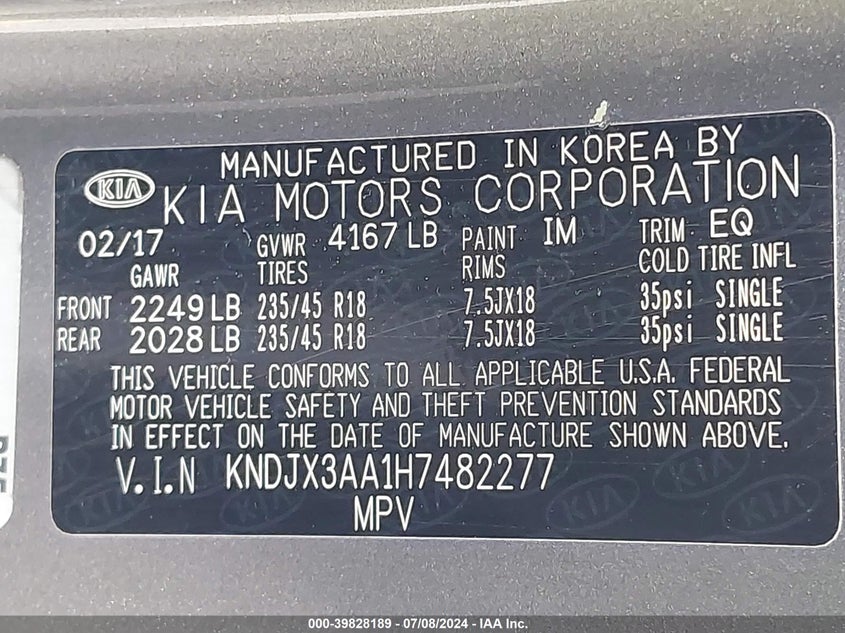 MANUFACTURED IN KOREA BY
KIA KIA MOTORS CORPORATION
02/17 GVWR 4167 LB PAINT IM TRIM EQ
GAWR TIRES RIMS COLD TIRE INFL
FRONT 2249 LB 235/45 R18 7.5JX18 35psi SINGLE
REAR 2028 LB 235/45 R18 7.5JX18 35psi SINGLE
THIS VEHICLE CONFORMS TO ALL APPLICABLE U.S.A. FEDERAL
MOTOR VEHICLE SAFETY AND THEFT PREVENTION STANDARDS
IN EFFECT ON THE DATE OF MANUFACTURE SHOWN ABOVE.
V.I.N KNDJX3AA1H7482277
MPV
000-39828189 - 07/08/2024 - IAA Inc.